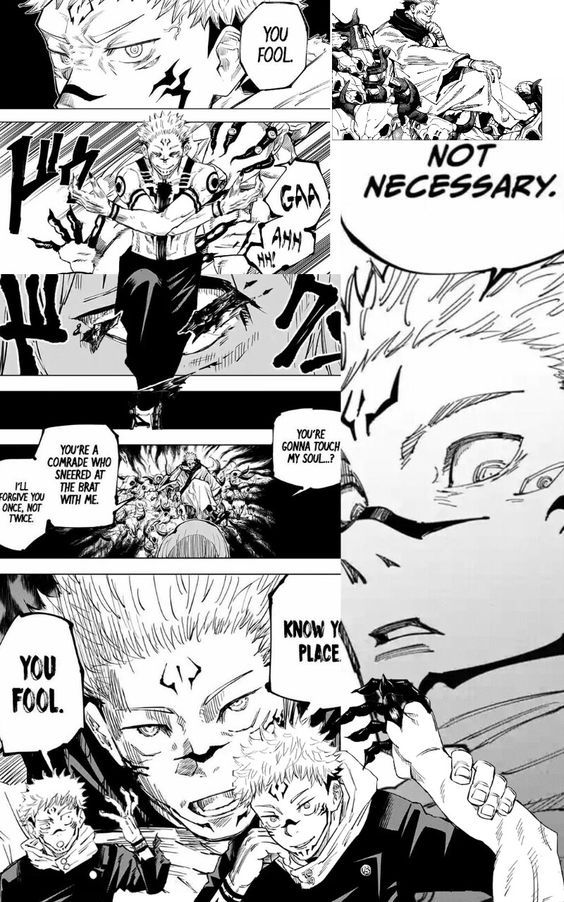 YOU
FOOL.
NOT
NECESSARY.
GAA
AHH
HH!
YOU'RE
GONNA TOUCH
MY SOUL...?
YOU'RE A
COMRADE WHO
SNEERED AT
THE BRAT
WITH ME.
I'LL
FORGIVE YOU
ONCE, NOT
TWICE.
KNOW
PLACE
YOU
FOOL.